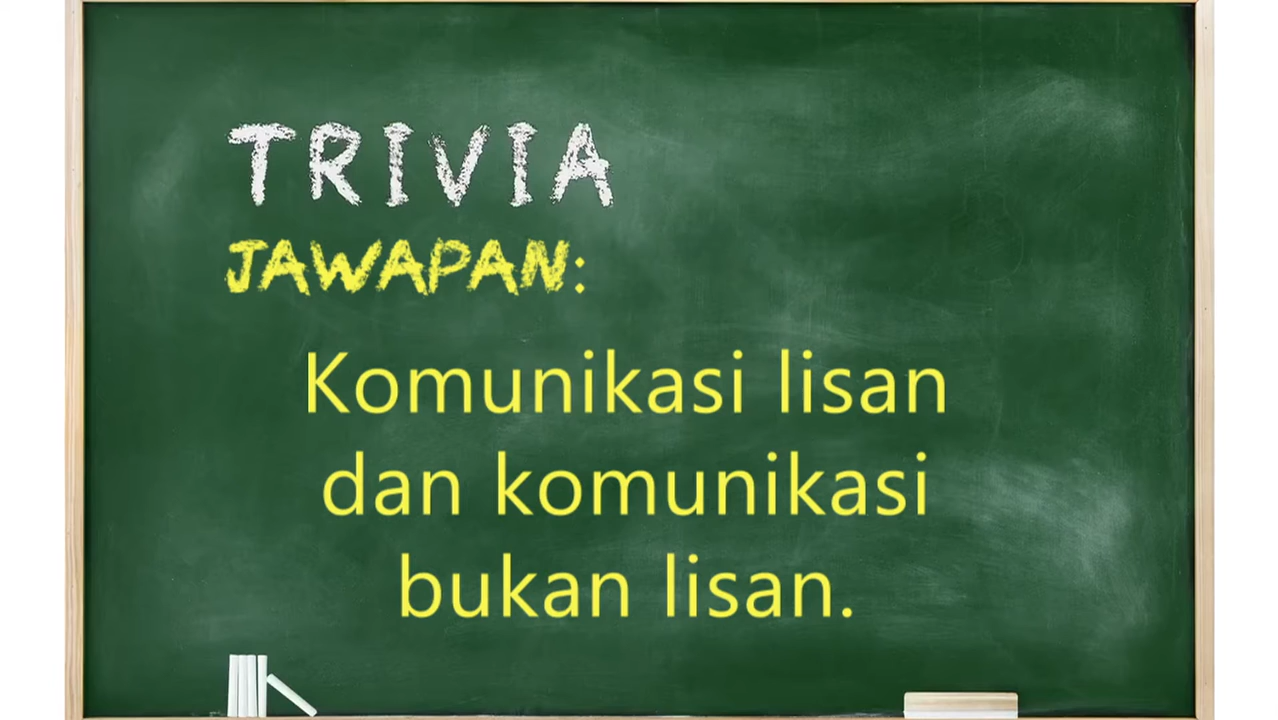 TRIVIA
JAWAPAN:
Komunikasi lisan
dan komunikasi
bukan lisan.